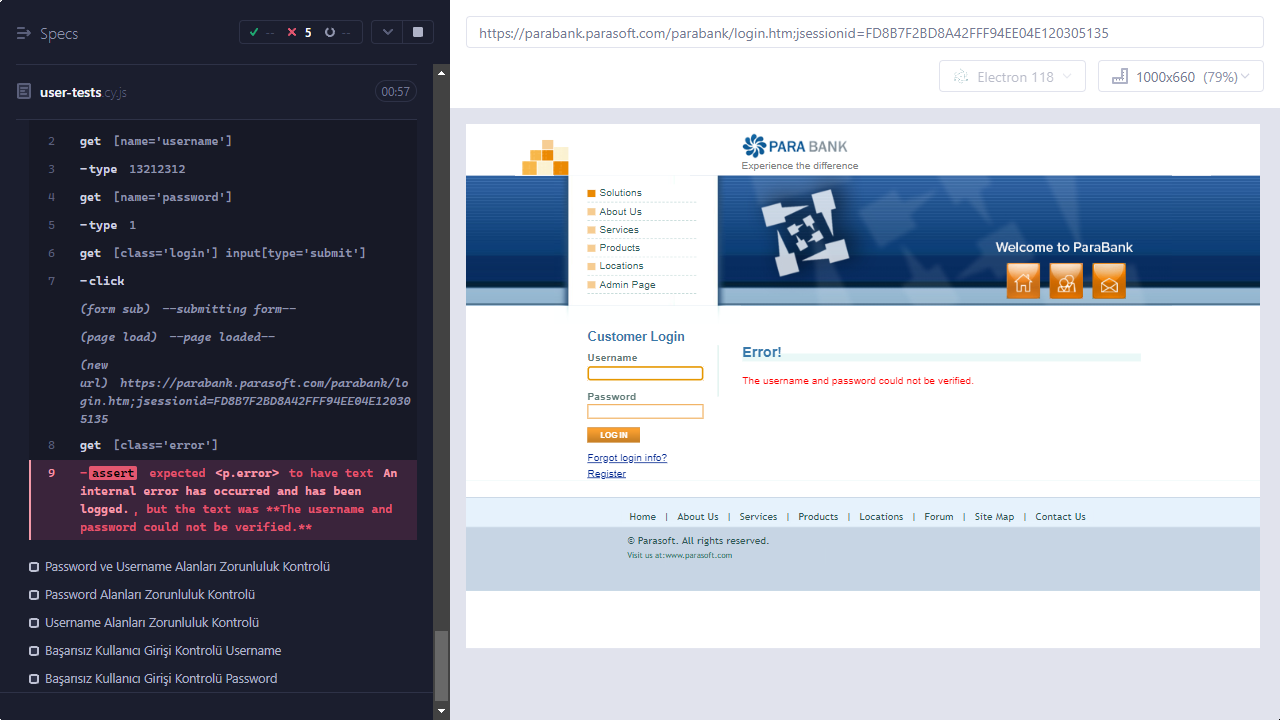 Specs
-- 5 --
user-tests.cy.js 00:57
2 get [name='username']
3 -type 13212312
4 get [name='password']
5 -type 1
6 get [class='login'] input[type='submit']
7 -click
(form sub) --submitting form--
(page load) --page loaded--
(new
url) https://parabank.parasoft.com/parabank/lo
gin.htm;jsessionid=FD8B7F2BD8A42FFF94EE04E12030
5135
8 get [class='error']
9 -assert expected <p.error> to have text An
internal error has occurred and has been
logged. , but the text was **The username and
password could not be verified.**
Password ve Username Alanları Zorunluluk Kontrolü
Password Alanları Zorunluluk Kontrolü
Username Alanları Zorunluluk Kontrolü
Başarısız Kullanıcı Girişi Kontrolü Username
Başarısız Kullanıcı Girişi Kontrolü Password
https://parabank.parasoft.com/parabank/login.htm;jsessionid=FD8B7F2BD8A42FFF94EE04E120305135
Electron 118
1000x660 (79%)
PARA BANK
Experience the difference
Solutions
About Us
Services
Products
Locations
Admin Page
Welcome to ParaBank
Customer Login
Username
Password
LOG IN
Forgot login info?
Register
Error!
The username and password could not be verified.
Home | About Us | Services | Products | Locations | Forum | Site Map | Contact Us
© Parasoft. All rights reserved.
Visit us at:www.parasoft.com